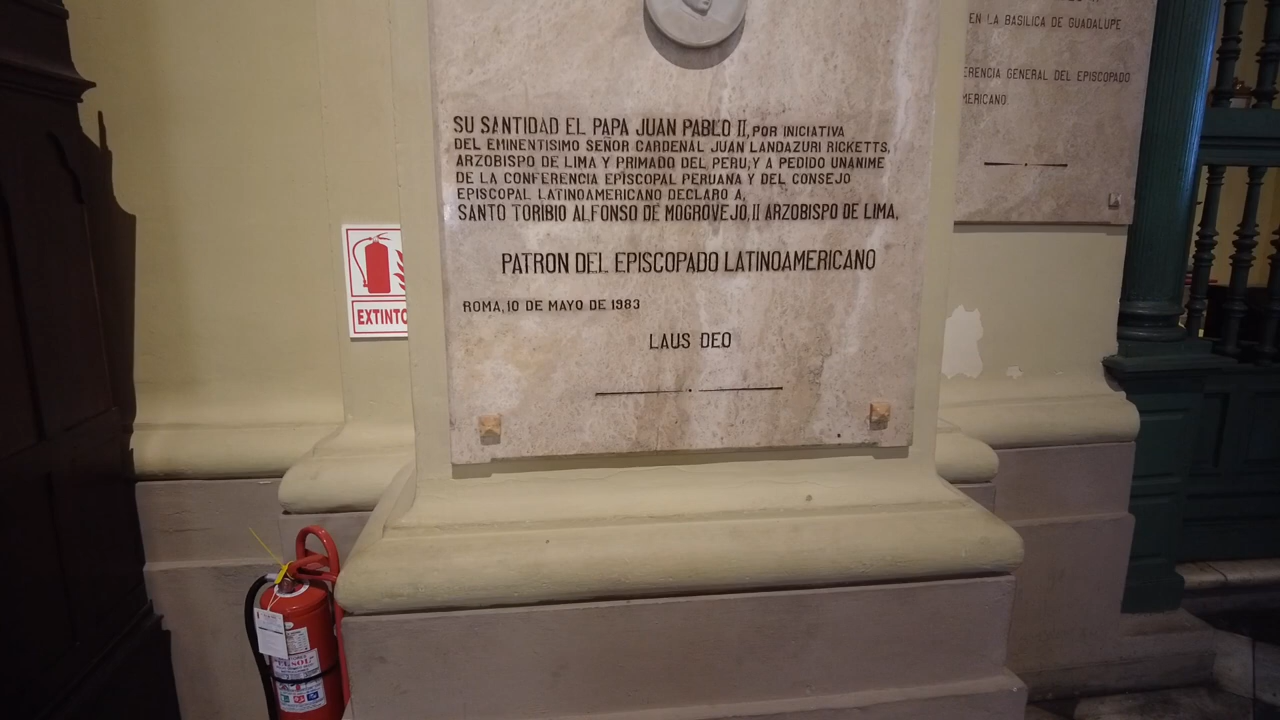 SU SANTIDAD EL PAPA JUAN PABLO II, POR INICIATIVA
DEL EMINENTISIMO SEÑOR CARDENAL JUAN LANDAZURI RICKETTS,
ARZOBISPO DE LIMA Y PRIMADO DEL PERU, Y A PEDIDO UNANIME
DE LA CONFERENCIA EPISCOPAL PERUANA Y DEL CONSEJO
EPISCOPAL LATINOAMERICANO DECLARO A,
SANTO TORIBIO ALFONSO DE MOGROVEJO, II ARZOBISPO DE LIMA,
PATRON DEL EPISCOPADO LATINOAMERICANO
ROMA, 10 DE MAYO DE 1983
LAUS DEO
EN LA BASILICA DE GUADALUPE
ERENCIA GENERAL DEL EPISCOPADO
MERICANO.
EXTINTO